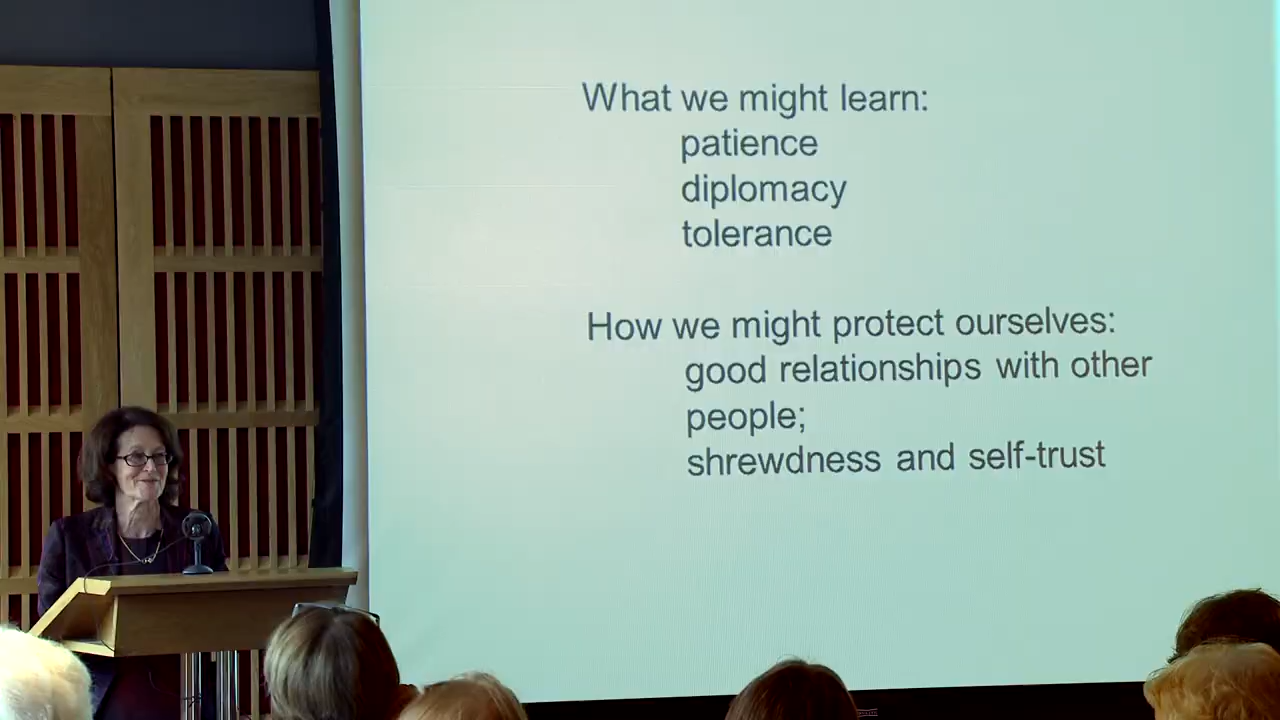 What we might learn:
patience
diplomacy
tolerance
How we might protect ourselves:
good relationships with other
people;
shrewdness and self-trust